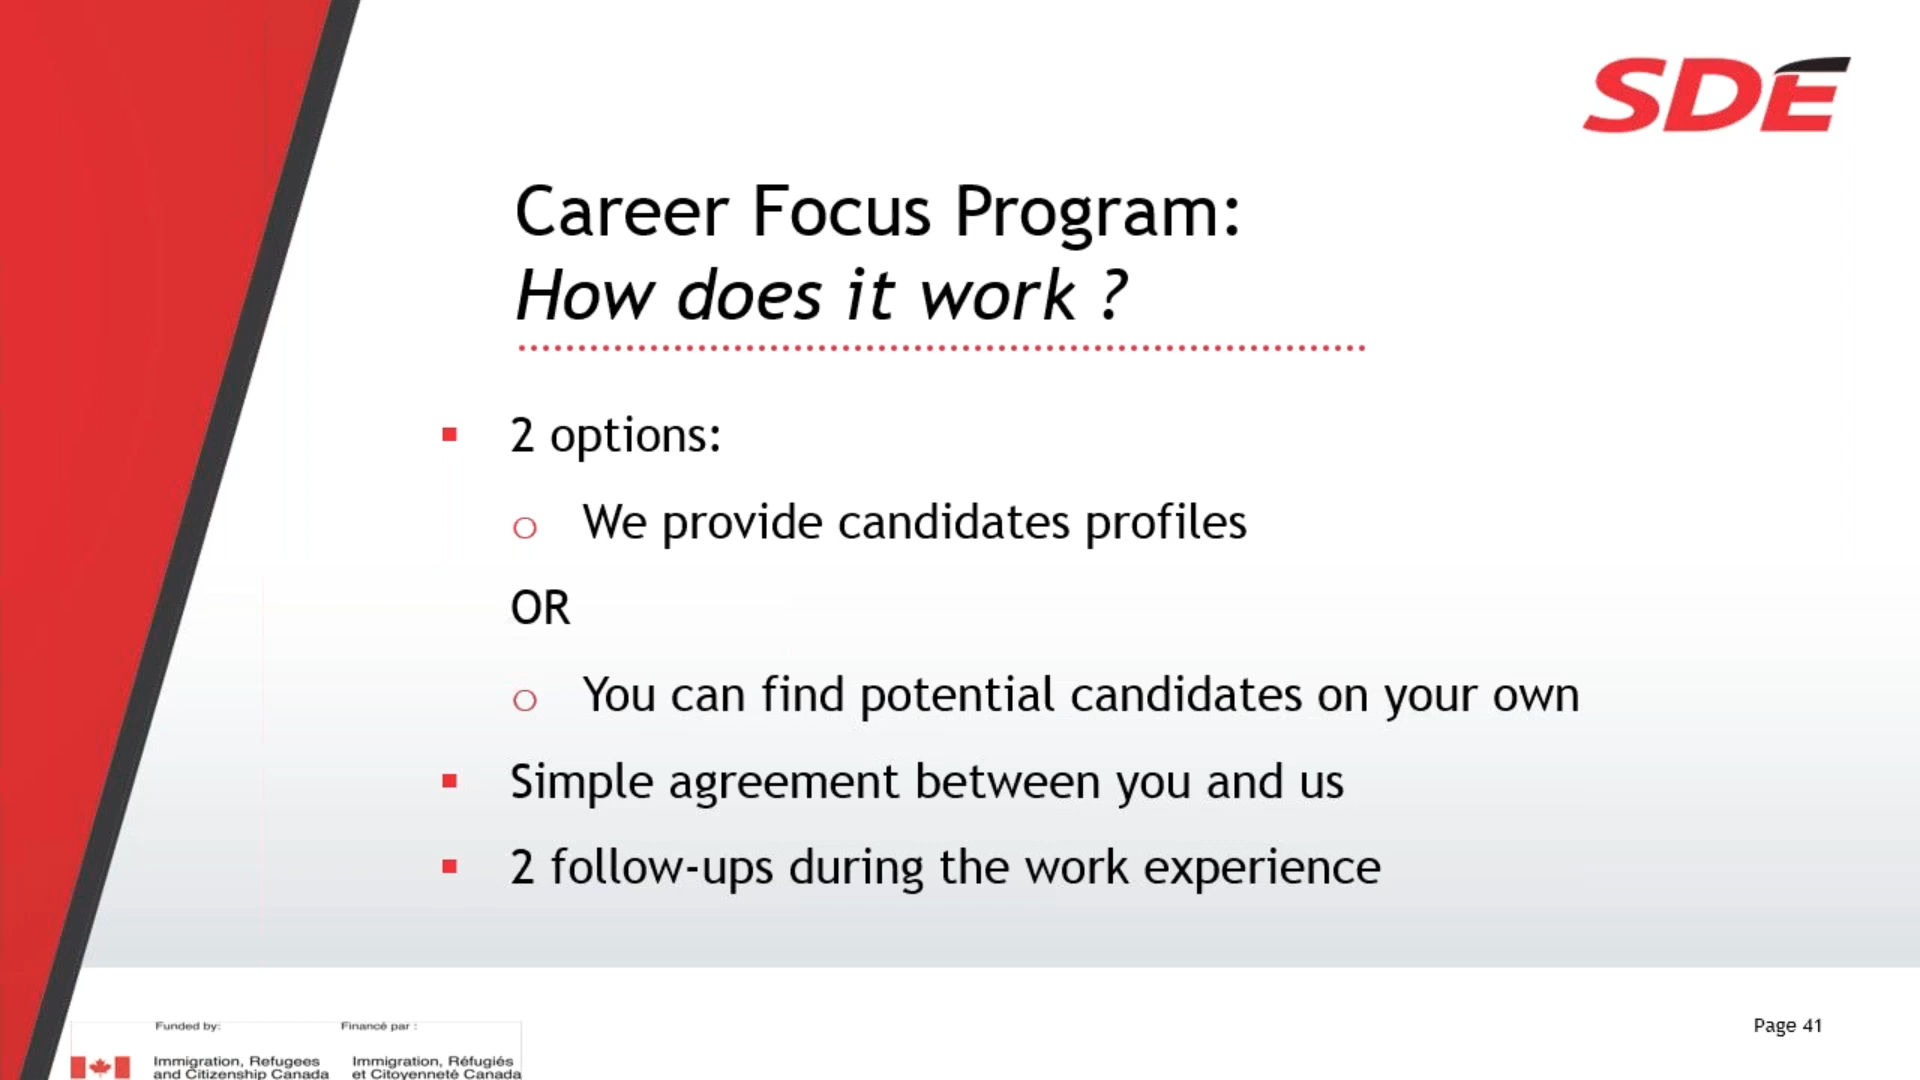 SDE
Career Focus Program:
How does it work ?
▪ 2 options:
o We provide candidates profiles
OR
o You can find potential candidates on your own
▪ Simple agreement between you and us
▪ 2 follow-ups during the work experience
Page 41
Funded by: Financé par :
Immigration, Refugees Immigration, Réfugiés
and Citizenship Canada et Citoyenneté Canada